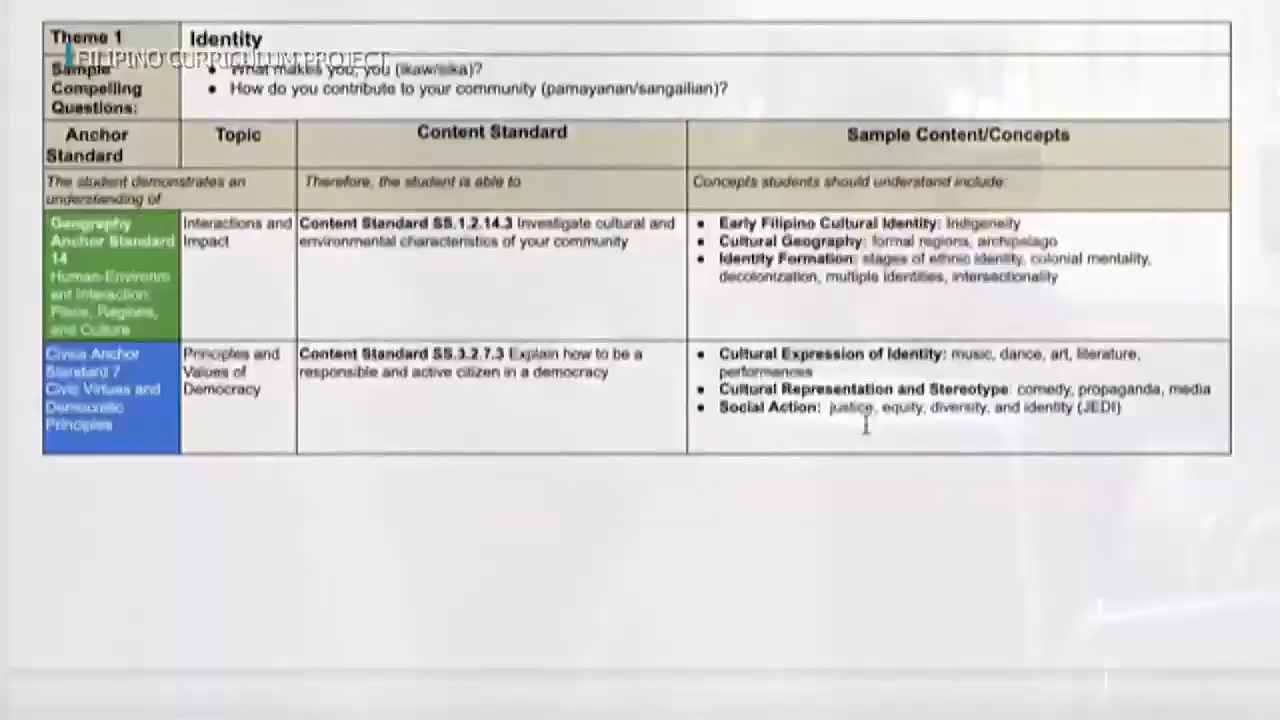 Theme 1
Identity
FILIPINO CURRICULUM PROJECT
Sample
Compelling
Questions:
• What makes you, you (ikaw/sika)?
• How do you contribute to your community (pamayanan/sangailian)?
Anchor
Standard
Topic
Content Standard
Sample Content/Concepts
The student demonstrates an
understanding of
Therefore, the student is able to
Concepts students should understand include:
Geography
Anchor Standard
14
Human-Environm
ent Interaction:
Place, Regions,
and Culture
Interactions and
Impact
Content Standard SS.1.2.14.3 Investigate cultural and
environmental characteristics of your community
• Early Filipino Cultural Identity: Indigeneity
• Cultural Geography: formal regions, archipelago
• Identity Formation: stages of ethnic identity, colonial mentality,
decolonization, multiple identities, intersectionality
Civics Anchor
Standard 7
Civic Virtues and
Democratic
Principles
Principles and
Values of
Democracy
Content Standard SS.3.2.7.3 Explain how to be a
responsible and active citizen in a democracy
• Cultural Expression of Identity: music, dance, art, literature,
performances
• Cultural Representation and Stereotype: comedy, propaganda, media
• Social Action: justice, equity, diversity, and identity (JEDI)